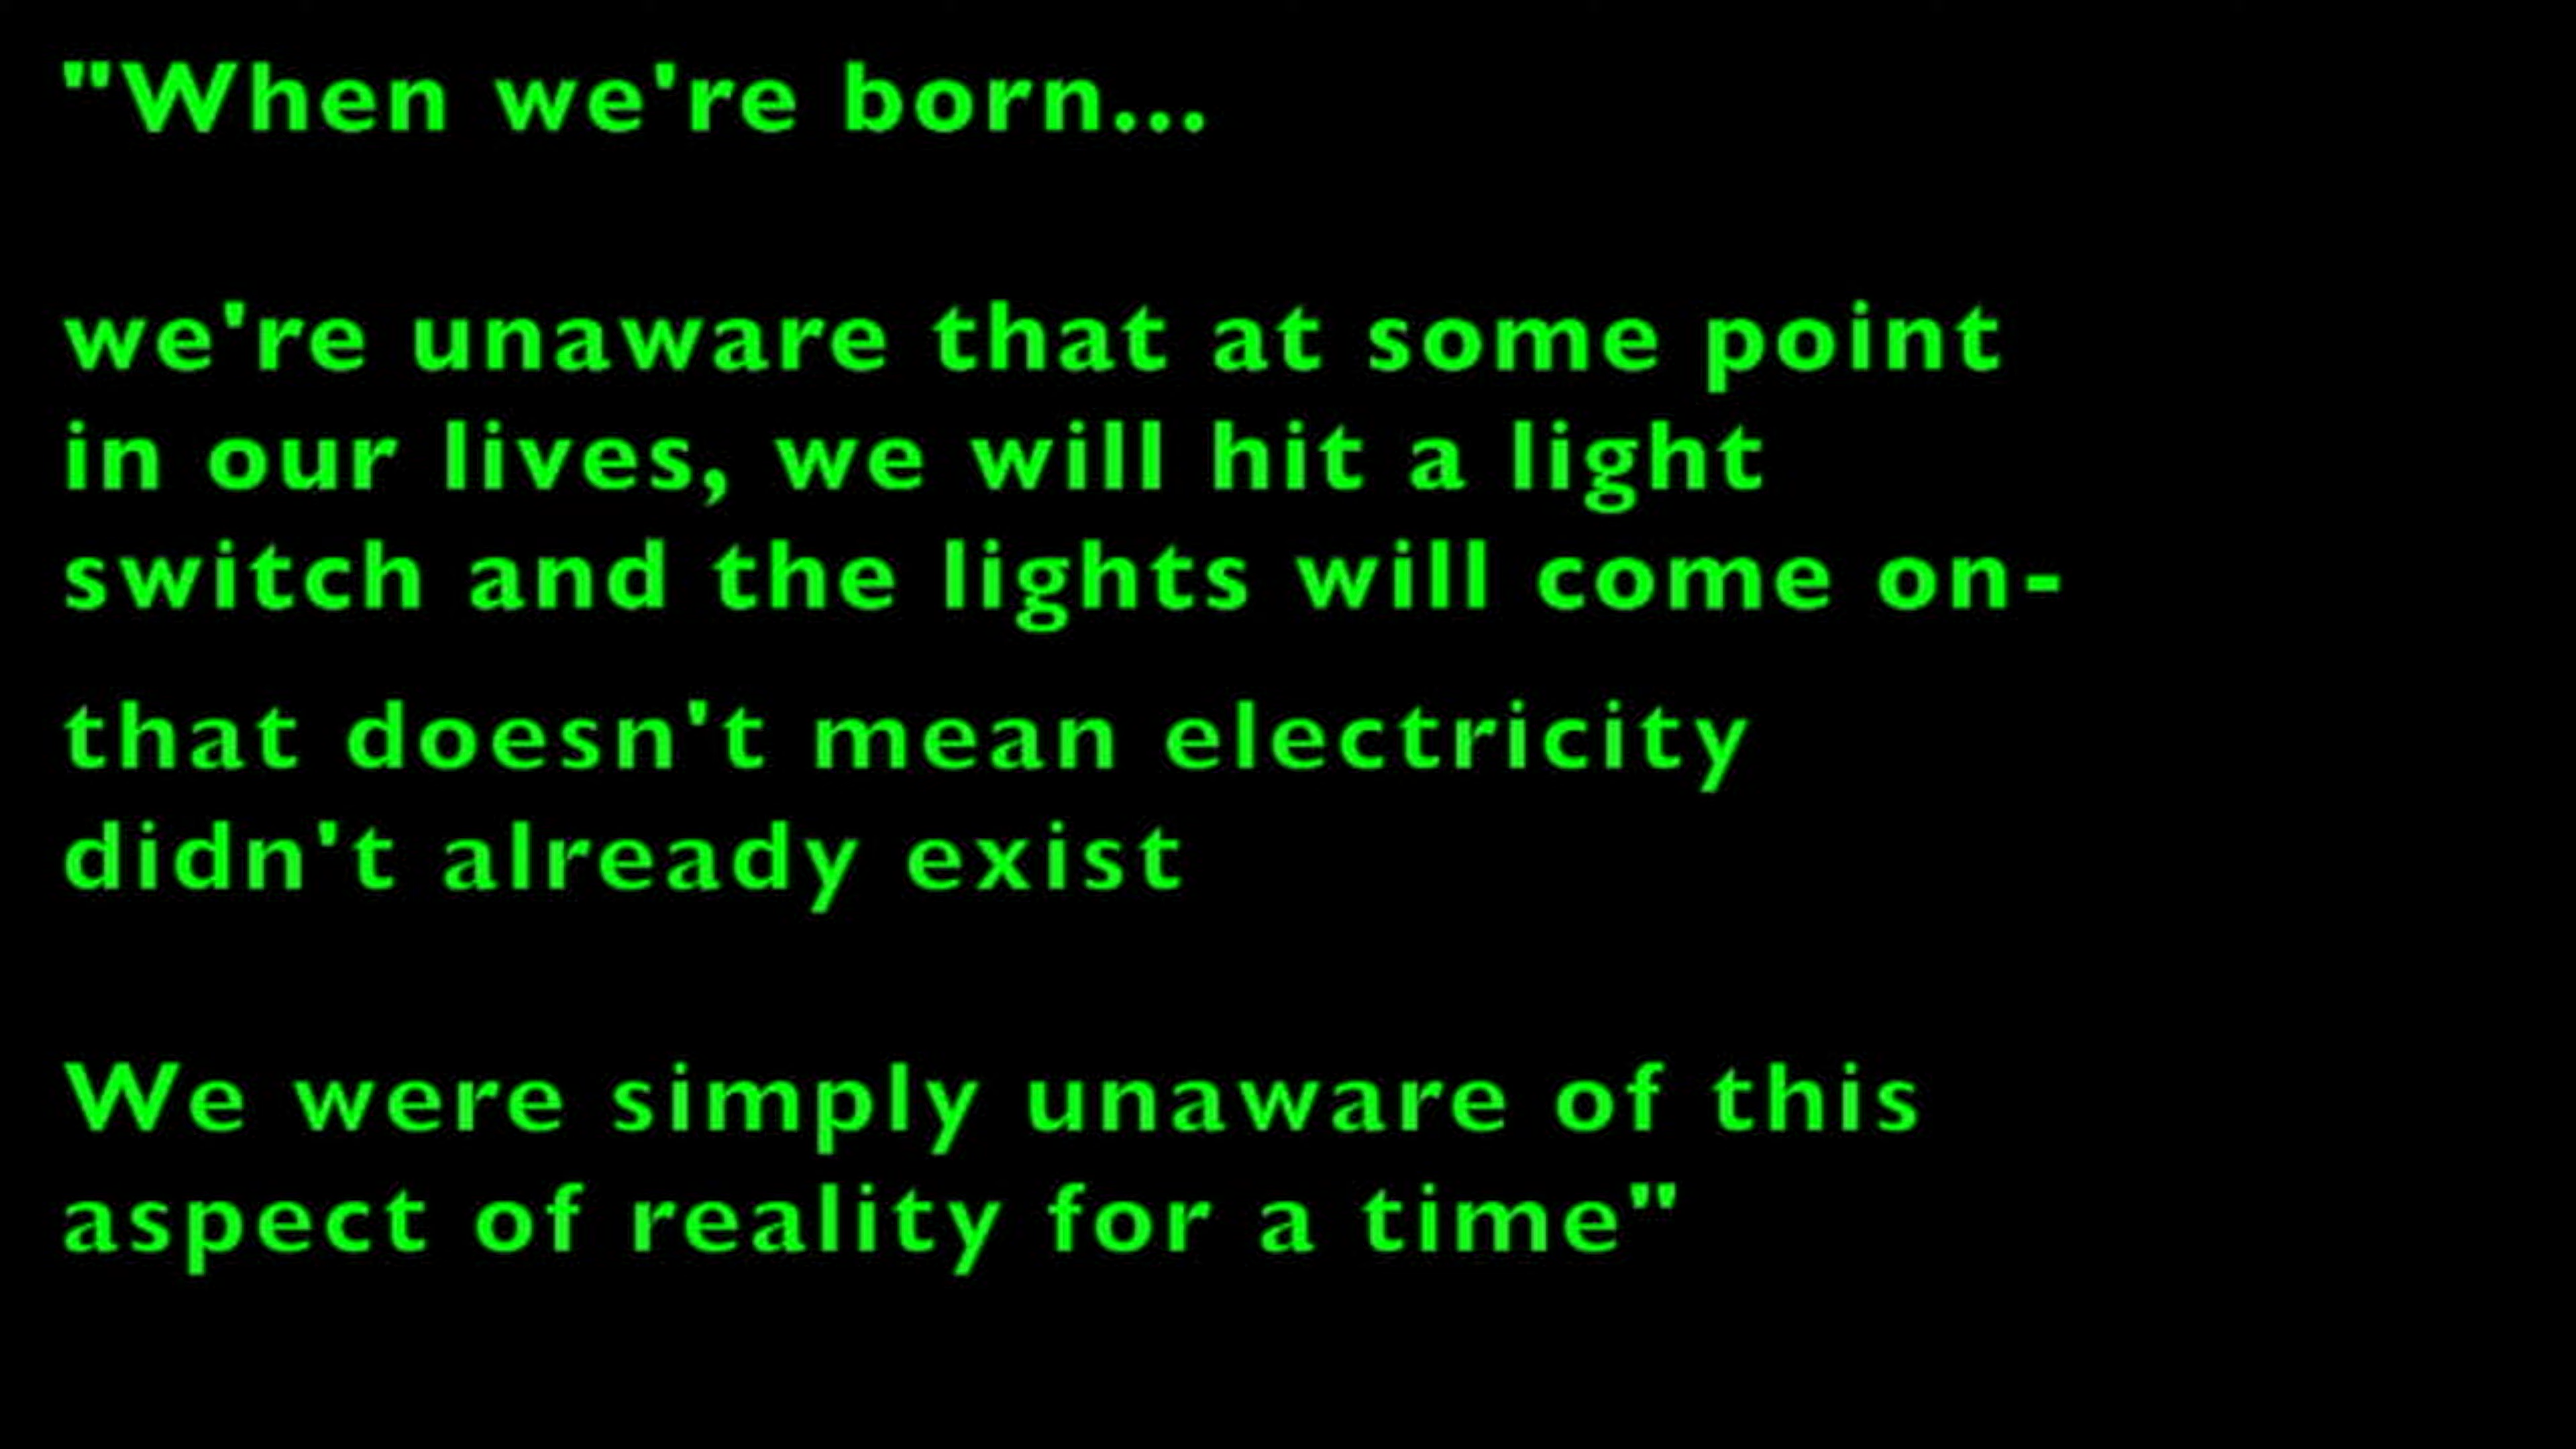 "When we're born...
we're unaware that at some point
in our lives, we will hit a light
switch and the lights will come on-
that doesn't mean electricity
didn't already exist
We were simply unaware of this
aspect of reality for a time"